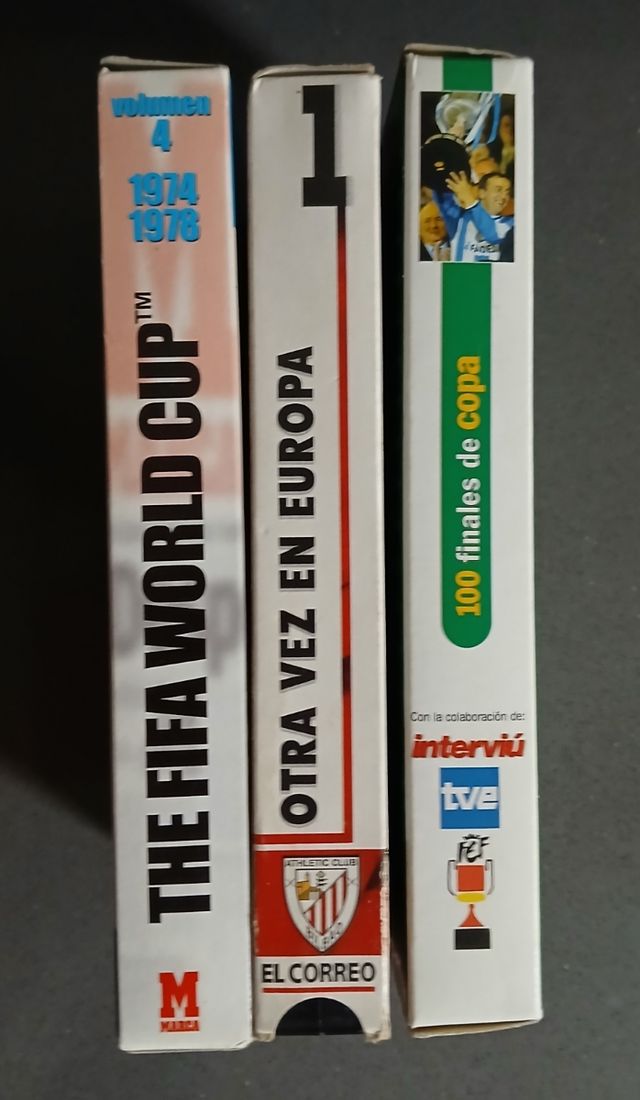 volumen
4
1974
1978
THE FIFA WORLD CUP™
M
MARCA
1
OTRA VEZ EN EUROPA
ATHLETIC CLUB
BILBAO
EL CORREO
100 finales de copa
Con la colaboración de:
interviú
tve